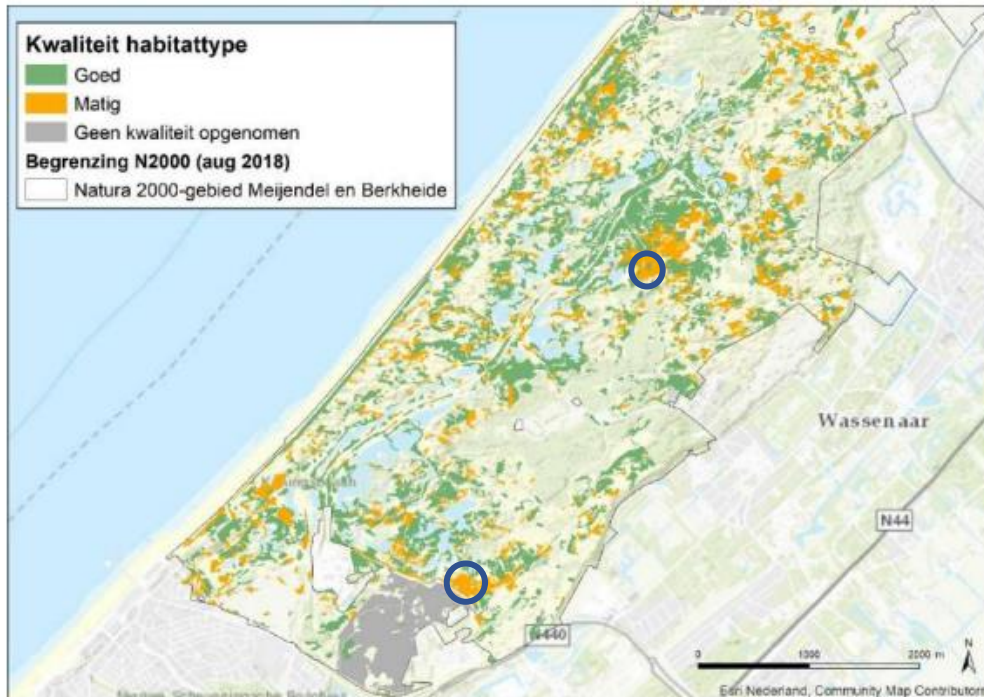 Kwaliteit habitattype
Goed
Matig
Geen kwaliteit opgenomen
Begrenzing N2000 (aug 2018)
Natura 2000-gebied Meijendel en Berkheide
Wassenaar
N44
N440
N
0 1000 2000 m
Esri Nederland, Community Map Contributors